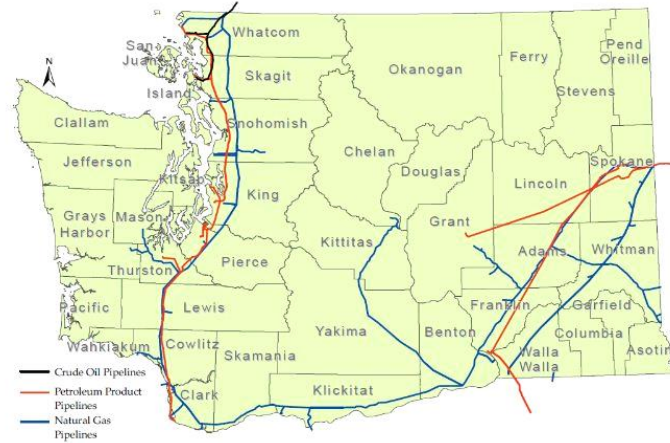 Whatcom
San
Juan
Skagit
Island
Snohomish
Okanogan
Ferry
Stevens
Pend
Oreille
N
Clallam
Jefferson
Kitsap
King
Chelan
Douglas
Lincoln
Spokane
Grays
Harbor
Mason
Kittitas
Grant
Adams
Whitman
Thurston
Pierce
Pacific
Lewis
Yakima
Benton
Franklin
Garfield
Columbia
Asotin
Wahkiakum
Cowlitz
Skamania
Walla
Walla
Clark
Klickitat
Crude Oil Pipelines
Petroleum Product
Pipelines
Natural Gas
Pipelines